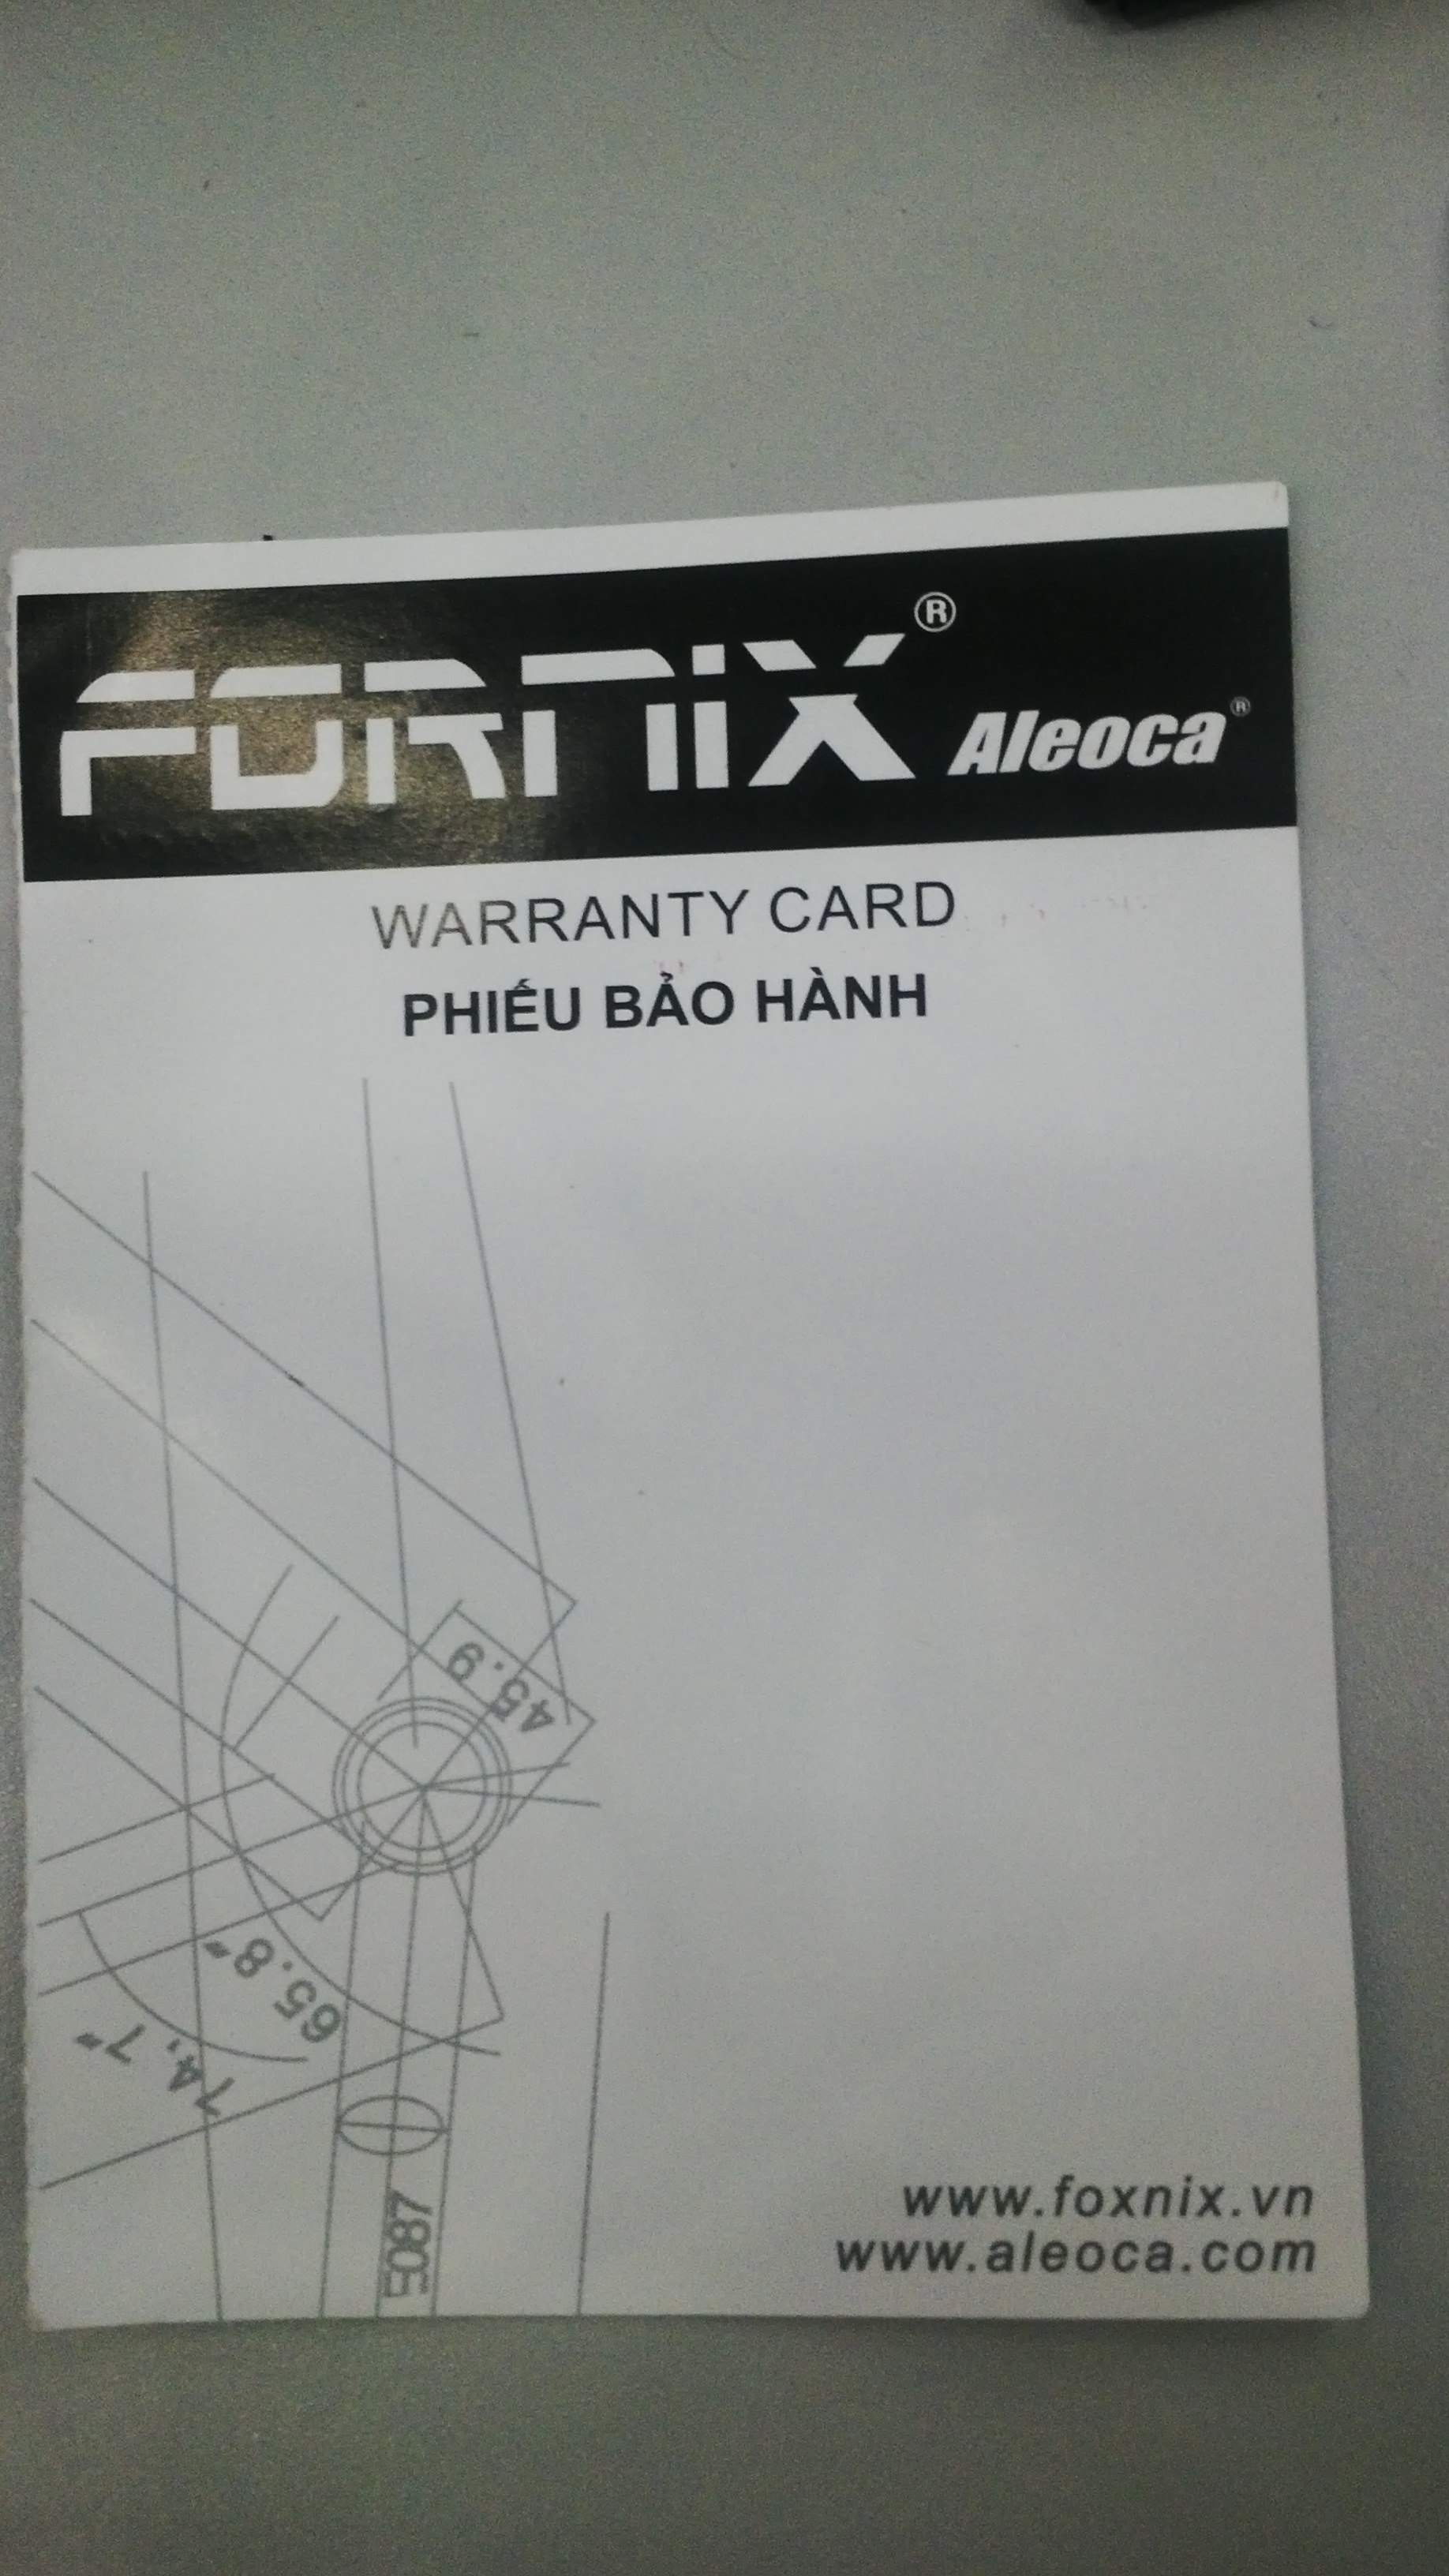 FORNIX® Aleoca®
WARRANTY CARD
PHIẾU BẢO HÀNH
45.9
65.8″
74.7″
5087
www.foxnix.vn
www.aleoca.com